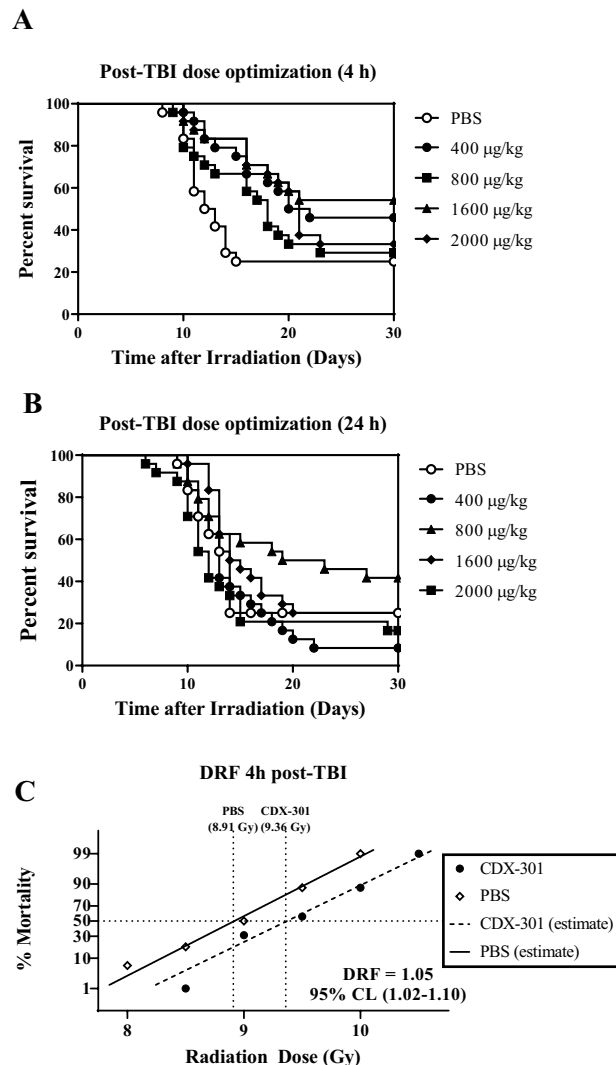 A
Post-TBI dose optimization (4 h)
Percent survival
100
80
60
40
20
0
0 10 20 30
Time after Irradiation (Days)
PBS
400 µg/kg
800 µg/kg
1600 µg/kg
2000 µg/kg
B
Post-TBI dose optimization (24 h)
Percent survival
100
80
60
40
20
0
0 10 20 30
Time after Irradiation (Days)
PBS
400 µg/kg
800 µg/kg
1600 µg/kg
2000 µg/kg
C
DRF 4h post-TBI
PBS
(8.91 Gy)
CDX-301
(9.36 Gy)
% Mortality
99
90
70
50
30
10
1
DRF = 1.05
95% CL (1.02-1.10)
8 9 10
Radiation Dose (Gy)
CDX-301
PBS
CDX-301 (estimate)
PBS (estimate)